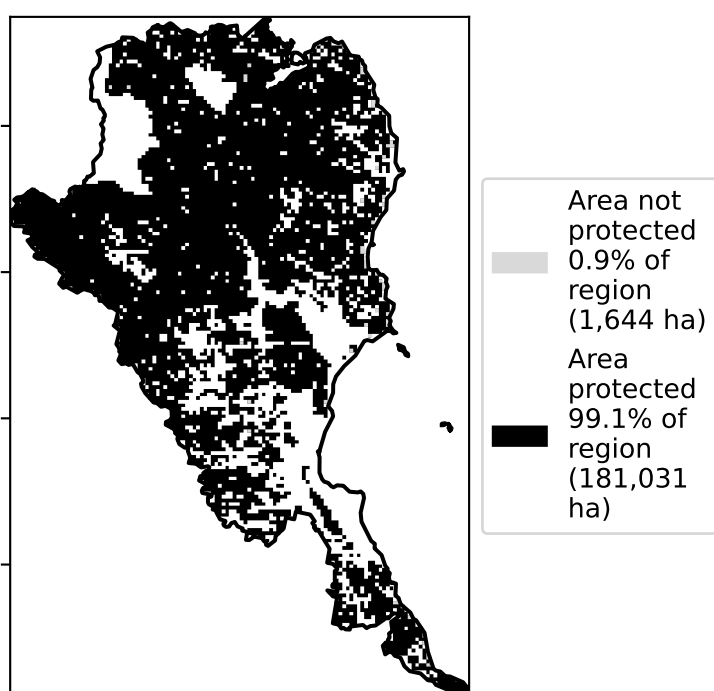 Area not
protected
0.9% of
region
(1,644 ha)
Area
protected
99.1% of
region
(181,031
ha)